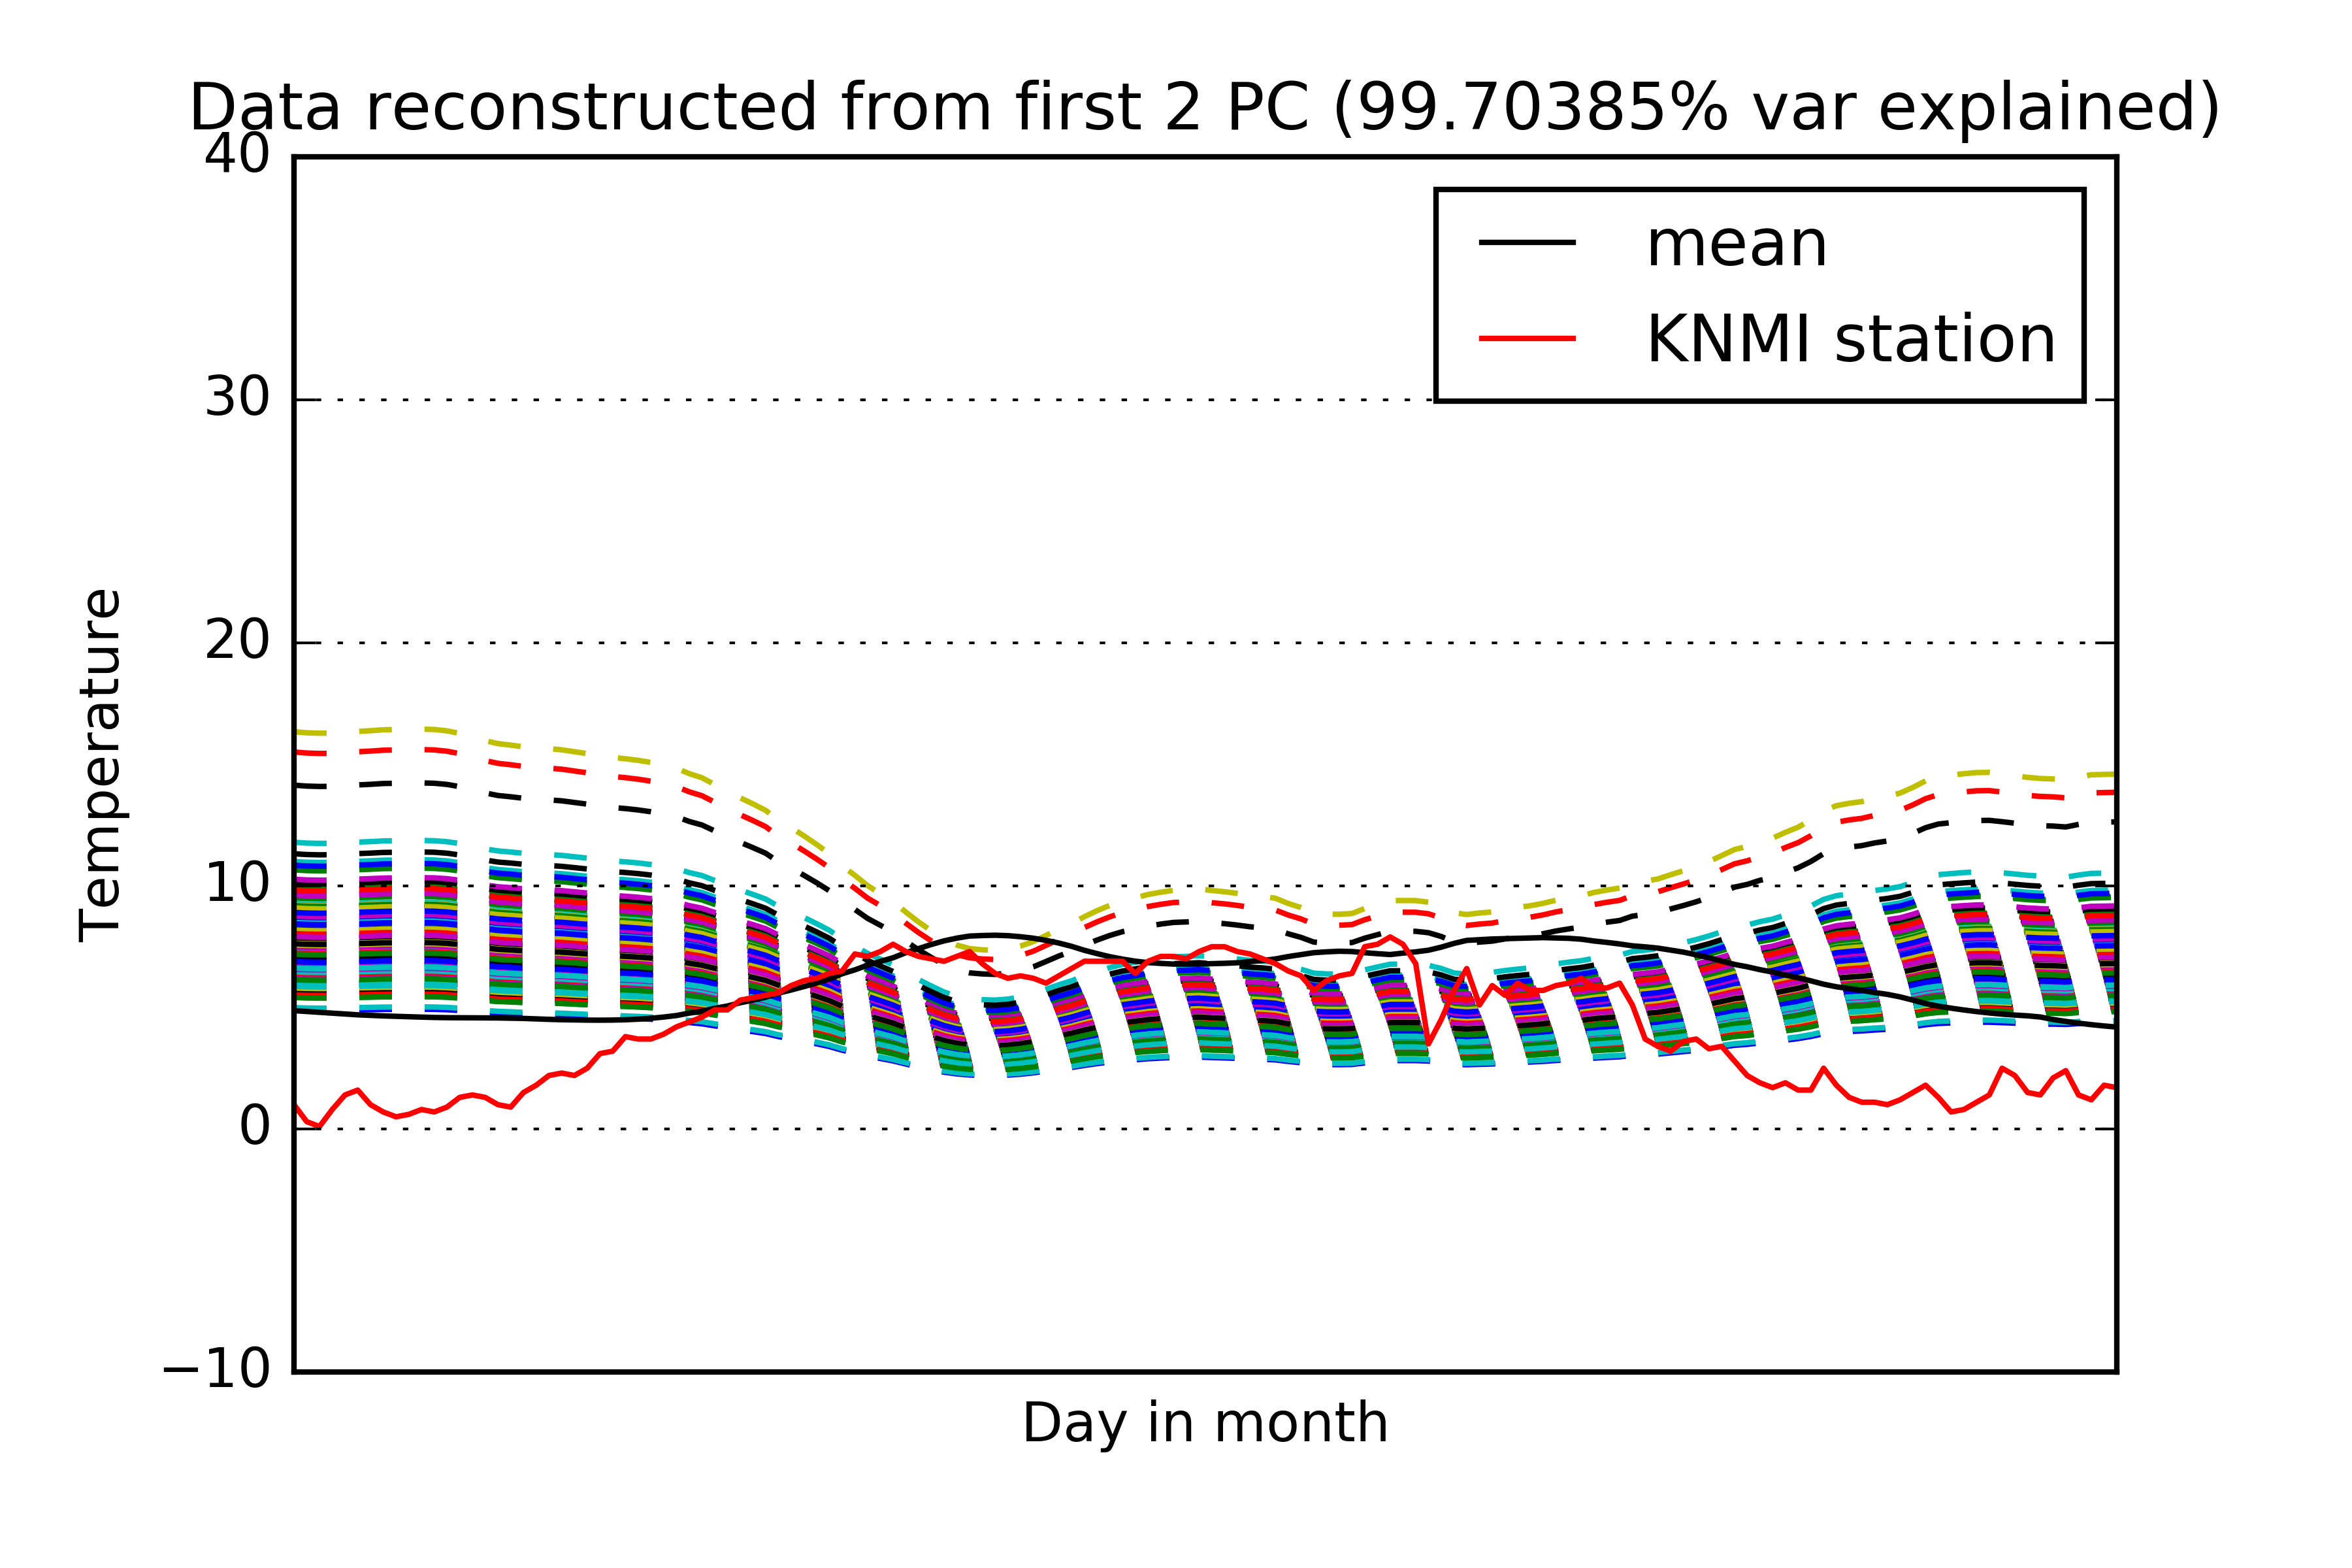 Data reconstructed from first 2 PC (99.70385% var explained)
40
30
20
10
0
−10
Temperature
mean
KNMI station
Day in month